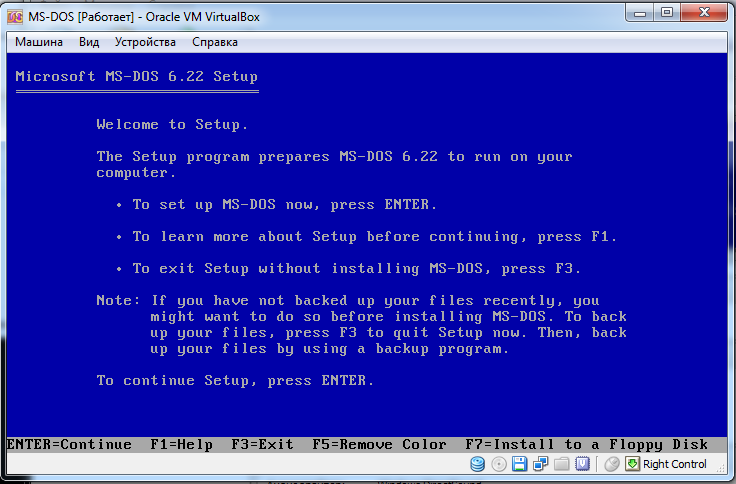 MS-DOS [Работает] - Oracle VM VirtualBox
Машина Вид Устройства Справка
Microsoft MS-DOS 6.22 Setup
Welcome to Setup.
The Setup program prepares MS-DOS 6.22 to run on your
computer.
• To set up MS-DOS now, press ENTER.
• To learn more about Setup before continuing, press F1.
• To exit Setup without installing MS-DOS, press F3.
Note: If you have not backed up your files recently, you
might want to do so before installing MS-DOS. To back
up your files, press F3 to quit Setup now. Then, back
up your files by using a backup program.
To continue Setup, press ENTER.
ENTER=Continue F1=Help F3=Exit F5=Remove Color F7=Install to a Floppy Disk
Right Control